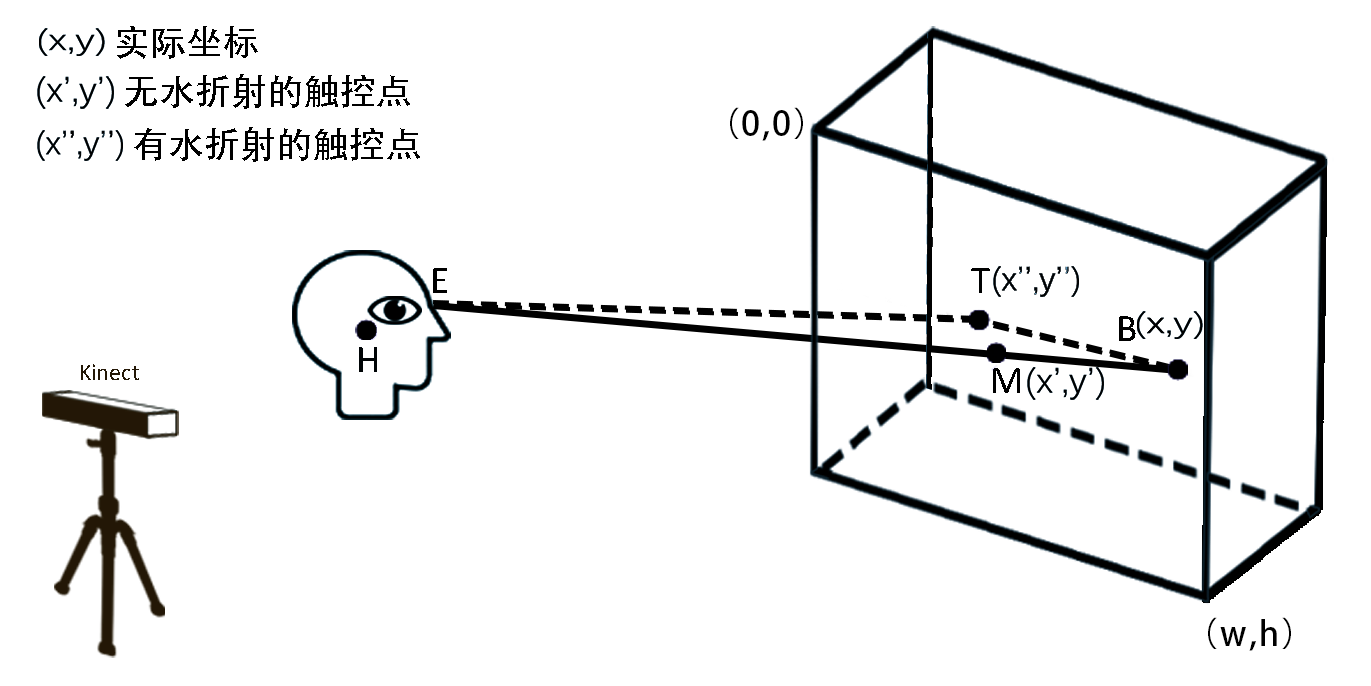 (x,y) 实际坐标
(x’,y’) 无水折射的触控点
(x’’,y’’) 有水折射的触控点
(0,0)
E
T(x’’,y’’)
B(x,y)
H
M(x’,y’)
Kinect
(w,h)